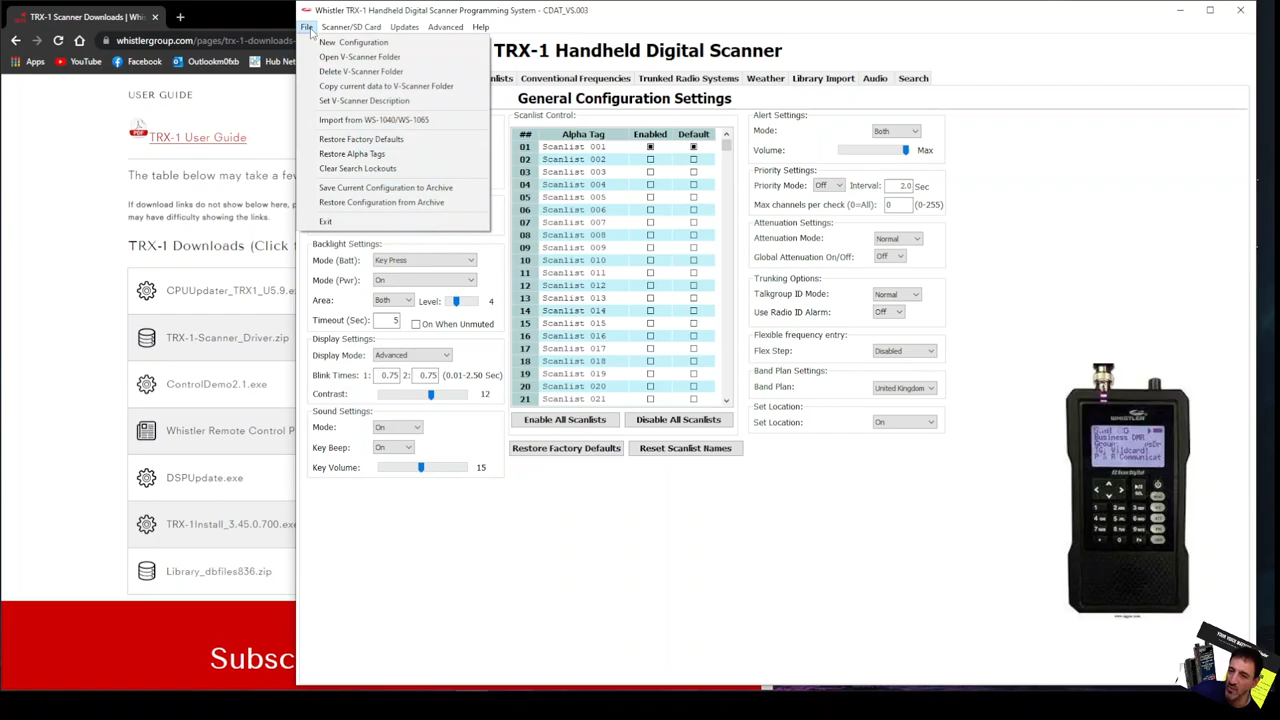 TRX-1 Scanner Downloads | Whis
whistlergroup.com/pages/trx-1-downloads
Apps
YouTube
Facebook
Outlookm0fxb
Hub Net
USER GUIDE
TRX-1 User Guide
The table below may take a few
If download links do not show below here, p
may have difficulty showing the links.
TRX-1 Downloads (Click
CPUUpdater_TRX1_U5.9.e
TRX-1-Scanner_Driver.zip
ControlDemo2.1.exe
Whistler Remote Control P
DSPUpdate.exe
TRX-1Install_3.45.0.700.ex
Library_dbfiles836.zip
Subsc
Whistler TRX-1 Handheld Digital Scanner Programming System - CDAT_VS.003
File Scanner/SD Card Updates Advanced Help
New Configuration
Open V-Scanner Folder
Delete V-Scanner Folder
Copy current data to V-Scanner Folder
Set V-Scanner Description
Import from WS-1040/WS-1065
Restore Factory Defaults
Restore Alpha Tags
Clear Search Lockouts
Save Current Configuration to Archive
Restore Configuration from Archive
Exit
TRX-1 Handheld Digital Scanner
nlists Conventional Frequencies Trunked Radio Systems Weather Library Import Audio Search
General Configuration Settings
Backlight Settings:
Mode (Batt): Key Press
Mode (Pwr): On
Area: Both Level: 4
Timeout (Sec): 5 On When Unmuted
Display Settings:
Display Mode: Advanced
Blink Times: 1: 0.75 2: 0.75 (0.01-2.50 Sec)
Contrast: 12
Sound Settings:
Mode: On
Key Beep: On
Key Volume: 15
Scanlist Control:
## Alpha Tag Enabled Default
01 Scanlist 001
02 Scanlist 002
03 Scanlist 003
04 Scanlist 004
05 Scanlist 005
06 Scanlist 006
07 Scanlist 007
08 Scanlist 008
09 Scanlist 009
10 Scanlist 010
11 Scanlist 011
12 Scanlist 012
13 Scanlist 013
14 Scanlist 014
15 Scanlist 015
16 Scanlist 016
17 Scanlist 017
18 Scanlist 018
19 Scanlist 019
20 Scanlist 020
21 Scanlist 021
Enable All Scanlists Disable All Scanlists
Restore Factory Defaults Reset Scanlist Names
Alert Settings:
Mode: Both
Volume: Max
Priority Settings:
Priority Mode: Off Interval: 2.0 Sec
Max channels per check (0=All): 0 (0-255)
Attenuation Settings:
Attenuation Mode: Normal
Global Attenuation On/Off: Off
Trunking Options:
Talkgroup ID Mode: Normal
Use Radio ID Alarm: Off
Flexible frequency entry:
Flex Step: Disabled
Band Plan Settings:
Band Plan: United Kingdom
Set Location:
Set Location: On
WHISTLER
Business DMR
TG. Wildcard!
P & R Communicat